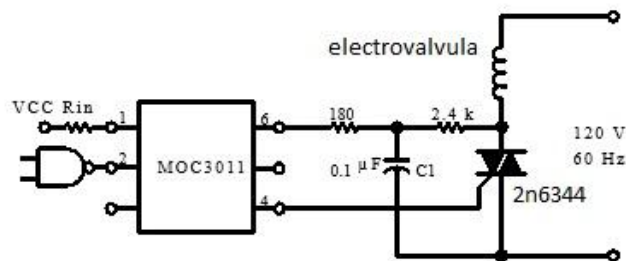 electrovalvula
VCC Rin
1
6
180
2.4 k
120 V
60 Hz
2
MOC3011
0.1 µF
C1
2n6344
4